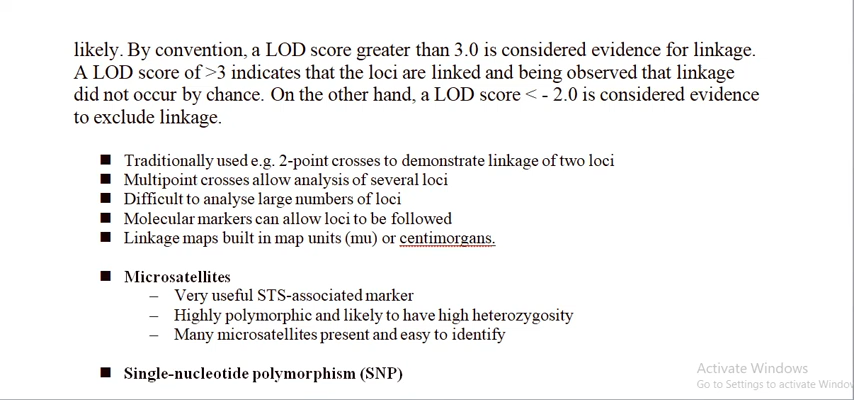 likely. By convention, a LOD score greater than 3.0 is considered evidence for linkage.
A LOD score of >3 indicates that the loci are linked and being observed that linkage
did not occur by chance. On the other hand, a LOD score < - 2.0 is considered evidence
to exclude linkage.
■ Traditionally used e.g. 2-point crosses to demonstrate linkage of two loci
■ Multipoint crosses allow analysis of several loci
■ Difficult to analyse large numbers of loci
■ Molecular markers can allow loci to be followed
■ Linkage maps built in map units (mu) or centimorgans.
■ Microsatellites
– Very useful STS-associated marker
– Highly polymorphic and likely to have high heterozygosity
– Many microsatellites present and easy to identify
■ Single-nucleotide polymorphism (SNP)
Activate Windows
Go to Settings to activate Window